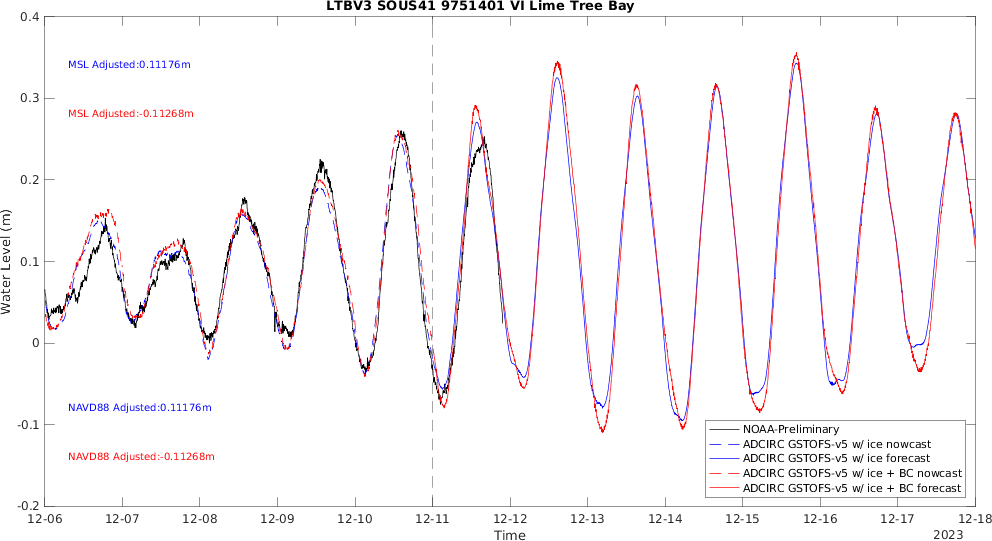 LTBV3 SOUS41 9751401 VI Lime Tree Bay
0.4
0.3
0.2
0.1
0
-0.1
-0.2
Water Level (m)
MSL Adjusted:0.11176m
MSL Adjusted:-0.11268m
NAVD88 Adjusted:0.11176m
NAVD88 Adjusted:-0.11268m
NOAA-Preliminary
ADCIRC GSTOFS-v5 w/ ice nowcast
ADCIRC GSTOFS-v5 w/ ice forecast
ADCIRC GSTOFS-v5 w/ ice + BC nowcast
ADCIRC GSTOFS-v5 w/ ice + BC forecast
12-06 12-07 12-08 12-09 12-10 12-11 12-12 12-13 12-14 12-15 12-16 12-17 12-18
Time
2023